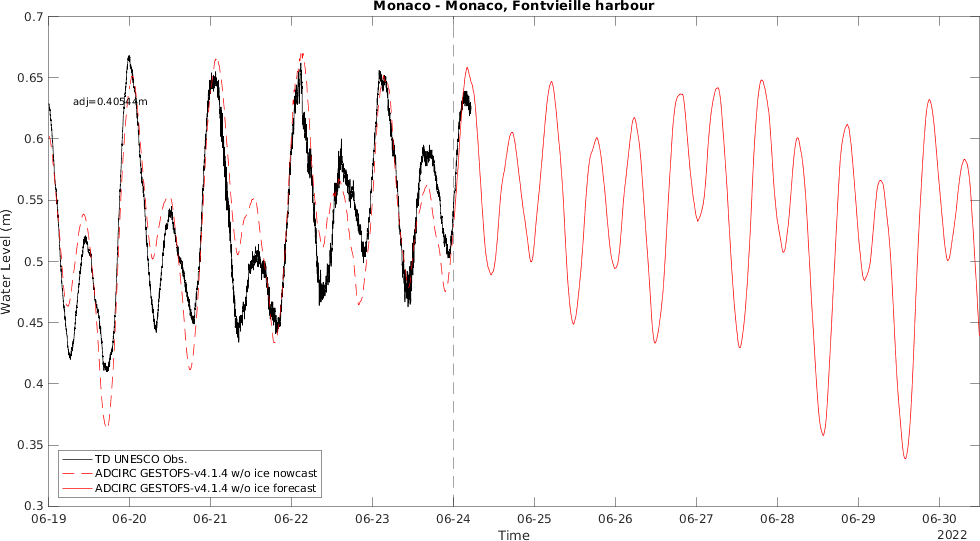 Monaco - Monaco, Fontvieille harbour
0.7
0.65
0.6
0.55
0.5
0.45
0.4
0.35
0.3
Water Level (m)
adj=0.40544m
TD UNESCO Obs.
ADCIRC GESTOFS-v4.1.4 w/o ice nowcast
ADCIRC GESTOFS-v4.1.4 w/o ice forecast
06-19 06-20 06-21 06-22 06-23 06-24 06-25 06-26 06-27 06-28 06-29 06-30
Time
2022